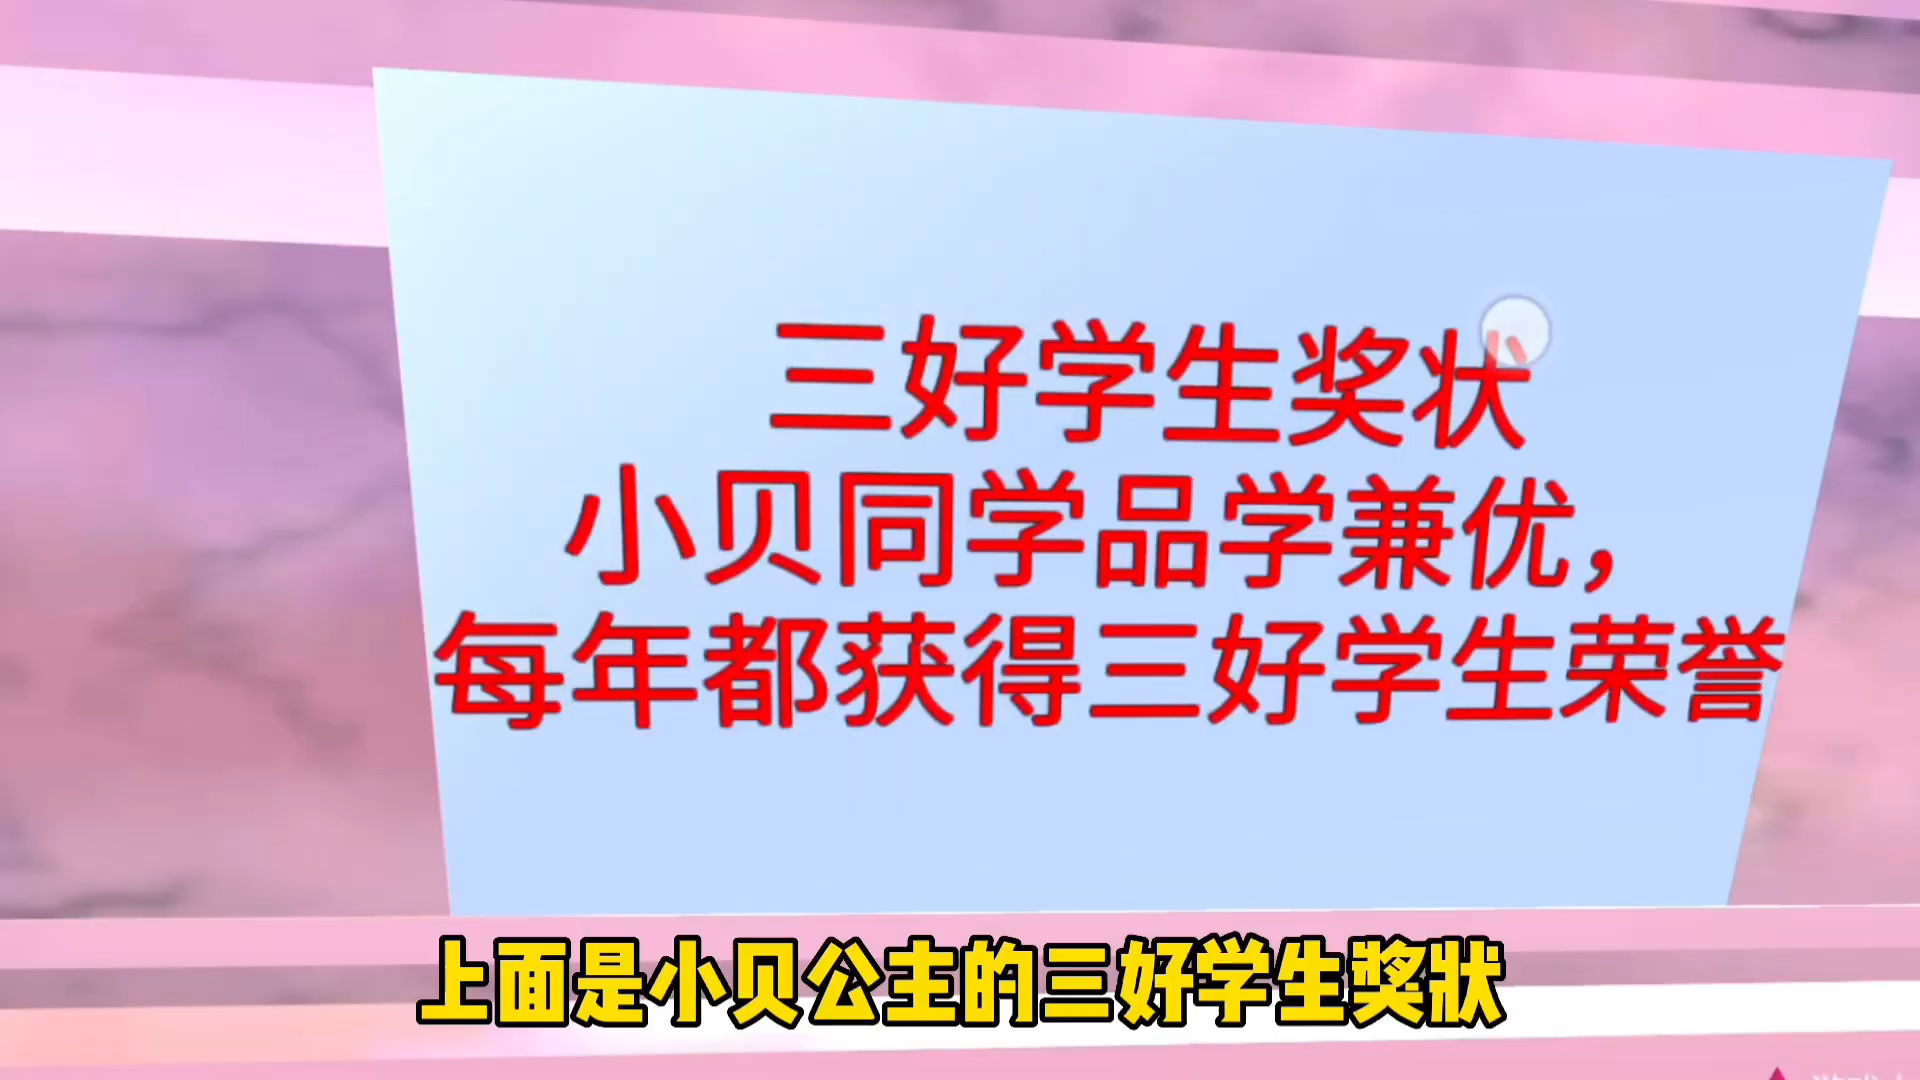 三好学生奖状
小贝同学品学兼优，
每年都获得三好学生荣誉
上面是小贝公主的三好学生奖状